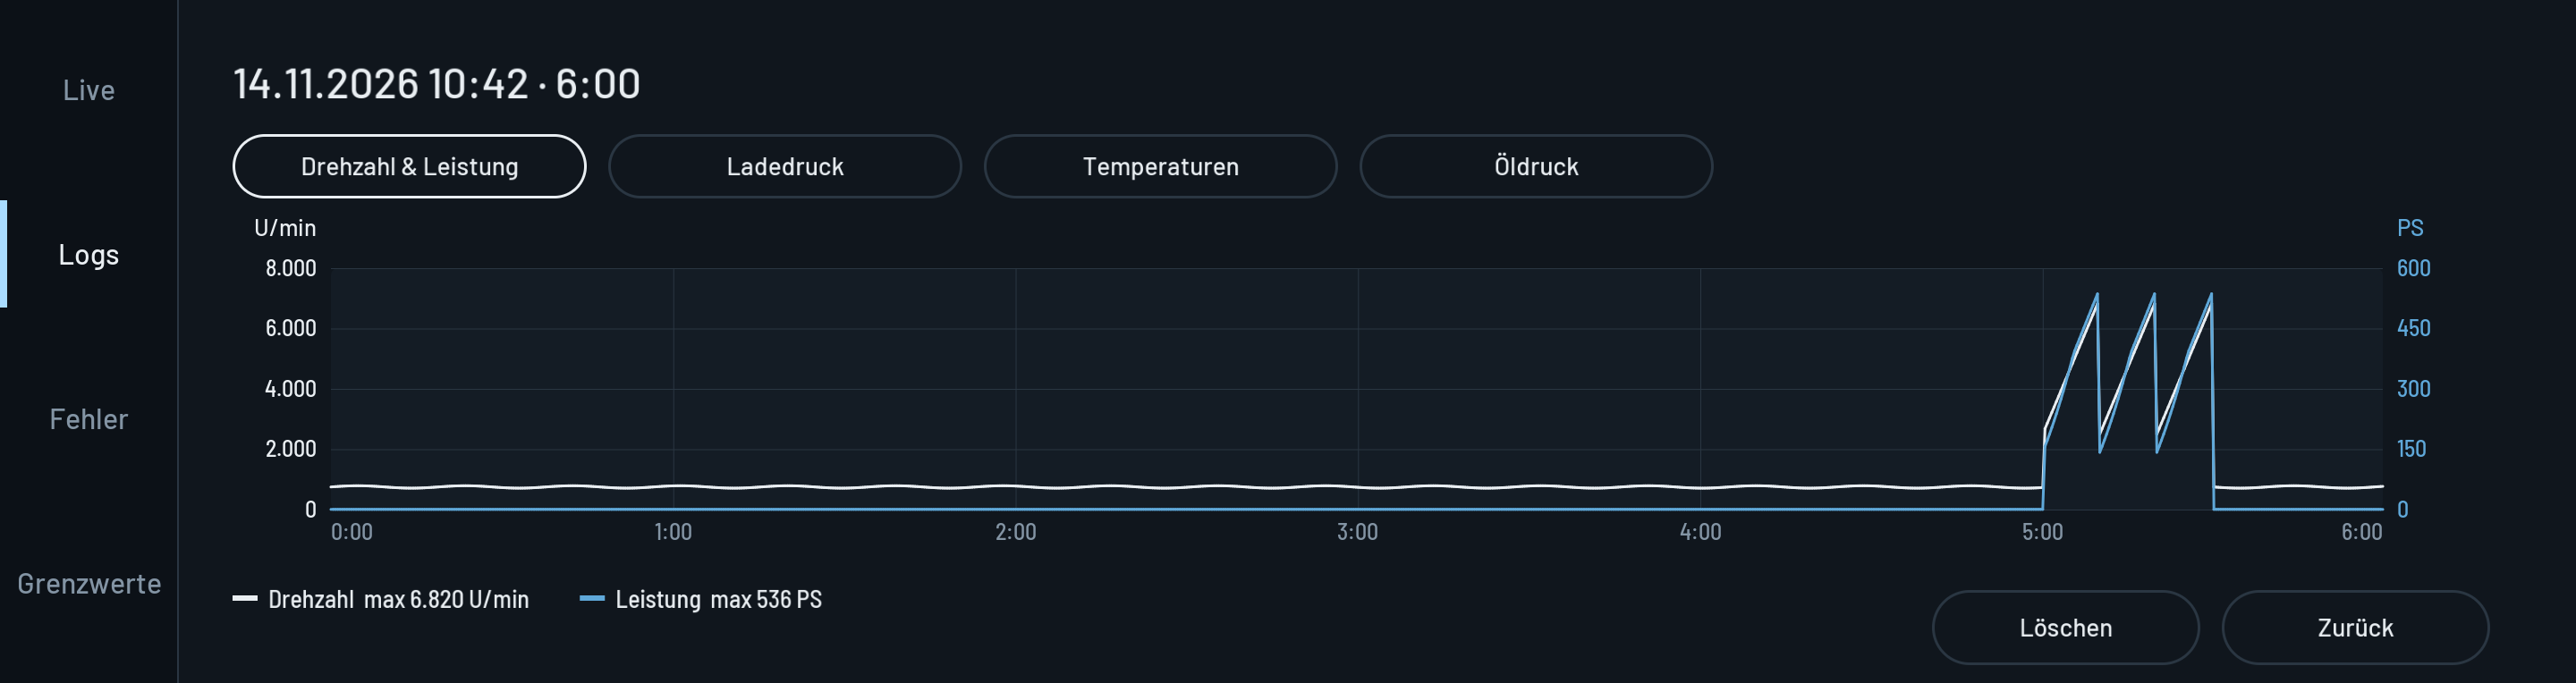 Live
Logs
Fehler
Grenzwerte
14.11.2026 10:42 · 6:00
Drehzahl & Leistung
Ladedruck
Temperaturen
Öldruck
U/min
PS
8.000
600
6.000
450
4.000
300
2.000
150
0
0
0:00
1:00
2:00
3:00
4:00
5:00
6:00
Drehzahl max 6.820 U/min
Leistung max 536 PS
Löschen
Zurück